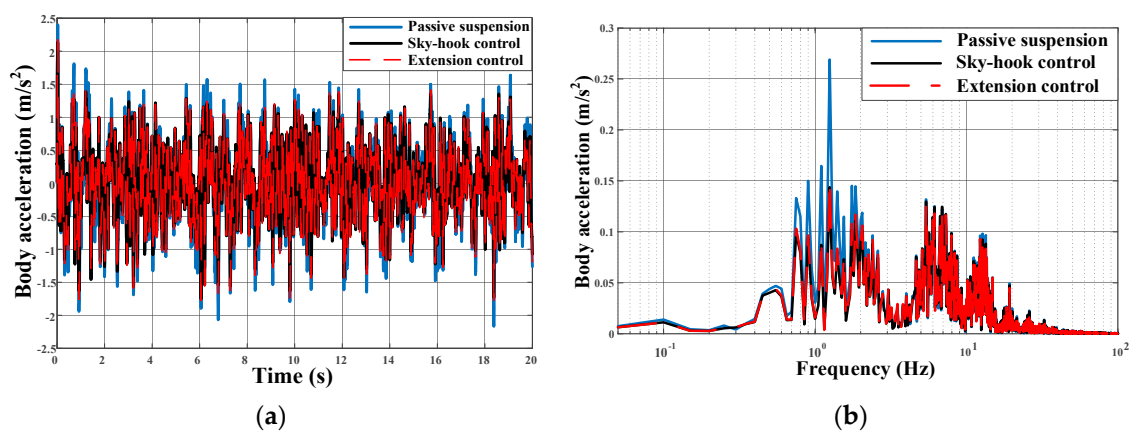 2.5
2
1.5
1
0.5
0
-0.5
-1
-1.5
-2
-2.5
Body acceleration (m/s²)
0 2 4 6 8 10 12 14 16 18 20
Time (s)
Passive suspension
Sky-hook control
Extension control
(a)
0.3
0.25
0.2
0.15
0.1
0.05
0
Body acceleration (m/s²)
10⁻¹ 10⁰ 10¹ 10²
Frequency (Hz)
Passive suspension
Sky-hook control
Extension control
(b)